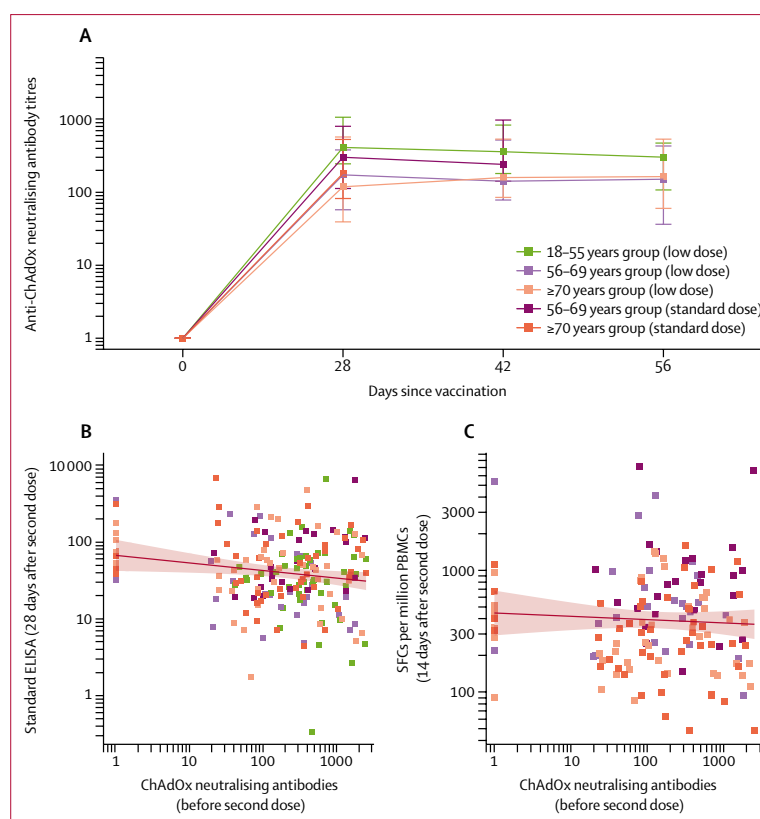 A
Anti-ChAdOx neutralising antibody titres
1000
100
10
1
0
28
42
56
Days since vaccination
18–55 years group (low dose)
56–69 years group (low dose)
≥70 years group (low dose)
56–69 years group (standard dose)
≥70 years group (standard dose)
B
Standard ELISA (28 days after second dose)
10 000
100
100
10
1
1
10
100
1000
ChAdOx neutralising antibodies
(before second dose)
C
SFCs per million PBMCs
(14 days after second dose)
3000
1000
300
100
1
10
100
1000
ChAdOx neutralising antibodies
(before second dose)